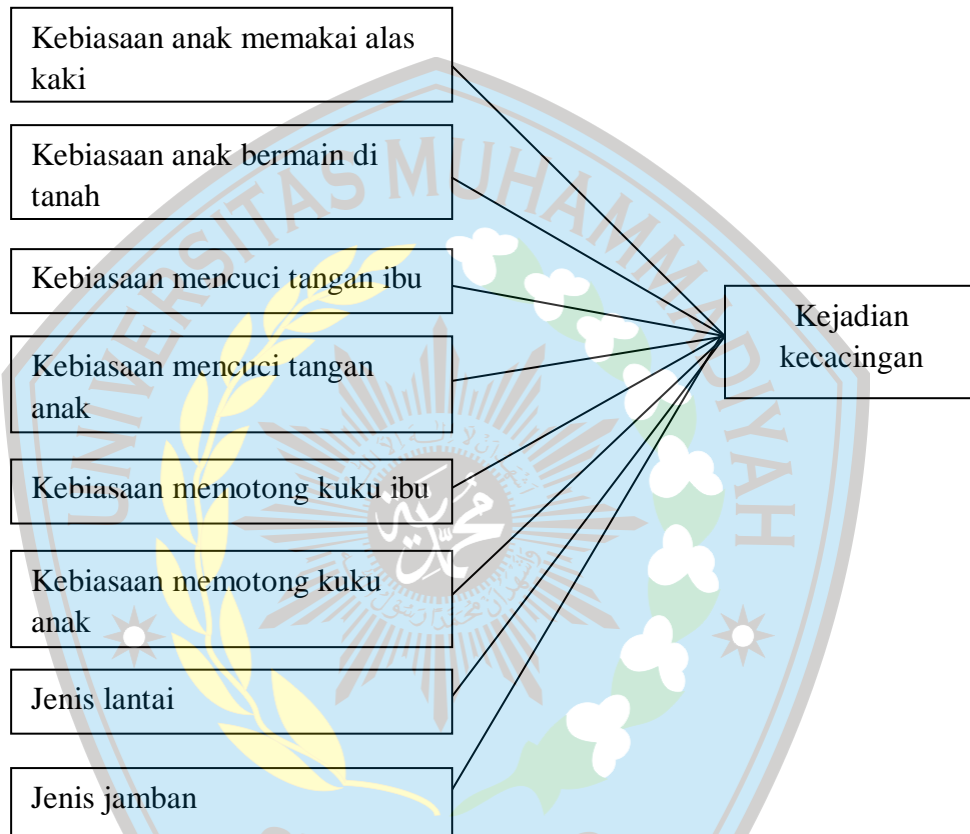 Kebiasaan anak memakai alas
kaki
Kebiasaan anak bermain di
tanah
Kebiasaan mencuci tangan ibu
Kebiasaan mencuci tangan
anak
Kebiasaan memotong kuku ibu
Kebiasaan memotong kuku
anak
Jenis lantai
Jenis jamban
Kejadian
kecacingan
UNIVERSITAS MUHAMMADIYAH
محمدية